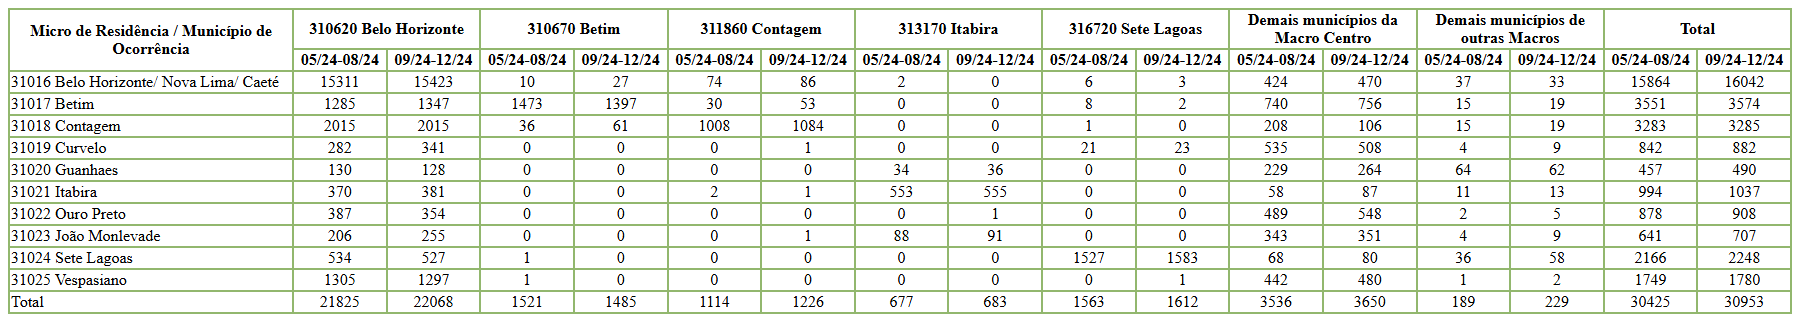 Micro de Residência / Município de Ocorrência | 310620 Belo Horizonte | 310670 Betim | 311860 Contagem | 313170 Itabira | 316720 Sete Lagoas | Demais municípios da Macro Centro | Demais municípios de outras Macros | Total
05/24-08/24 | 09/24-12/24 | 05/24-08/24 | 09/24-12/24 | 05/24-08/24 | 09/24-12/24 | 05/24-08/24 | 09/24-12/24 | 05/24-08/24 | 09/24-12/24 | 05/24-08/24 | 09/24-12/24 | 05/24-08/24 | 09/24-12/24 | 05/24-08/24 | 09/24-12/24
31016 Belo Horizonte/ Nova Lima/ Caeté | 15311 | 15423 | 10 | 27 | 74 | 86 | 2 | 0 | 6 | 3 | 424 | 470 | 37 | 33 | 15864 | 16042
31017 Betim | 1285 | 1347 | 1473 | 1397 | 30 | 53 | 0 | 0 | 8 | 2 | 740 | 756 | 15 | 19 | 3551 | 3574
31018 Contagem | 2015 | 2015 | 36 | 61 | 1008 | 1084 | 0 | 0 | 1 | 0 | 208 | 106 | 15 | 19 | 3283 | 3285
31019 Curvelo | 282 | 341 | 0 | 0 | 0 | 1 | 0 | 0 | 21 | 23 | 535 | 508 | 4 | 9 | 842 | 882
31020 Guanhaes | 130 | 128 | 0 | 0 | 0 | 0 | 34 | 36 | 0 | 0 | 229 | 264 | 64 | 62 | 457 | 490
31021 Itabira | 370 | 381 | 0 | 0 | 2 | 1 | 553 | 555 | 0 | 0 | 58 | 87 | 11 | 13 | 994 | 1037
31022 Ouro Preto | 387 | 354 | 0 | 0 | 0 | 0 | 0 | 1 | 0 | 0 | 489 | 548 | 2 | 5 | 878 | 908
31023 João Monlevade | 206 | 255 | 0 | 0 | 0 | 1 | 88 | 91 | 0 | 0 | 343 | 351 | 4 | 9 | 641 | 707
31024 Sete Lagoas | 534 | 527 | 1 | 0 | 0 | 0 | 0 | 0 | 1527 | 1583 | 68 | 80 | 36 | 58 | 2166 | 2248
31025 Vespasiano | 1305 | 1297 | 1 | 0 | 0 | 0 | 0 | 0 | 0 | 1 | 442 | 480 | 1 | 2 | 1749 | 1780
Total | 21825 | 22068 | 1521 | 1485 | 1114 | 1226 | 677 | 683 | 1563 | 1612 | 3536 | 3650 | 189 | 229 | 30425 | 30953